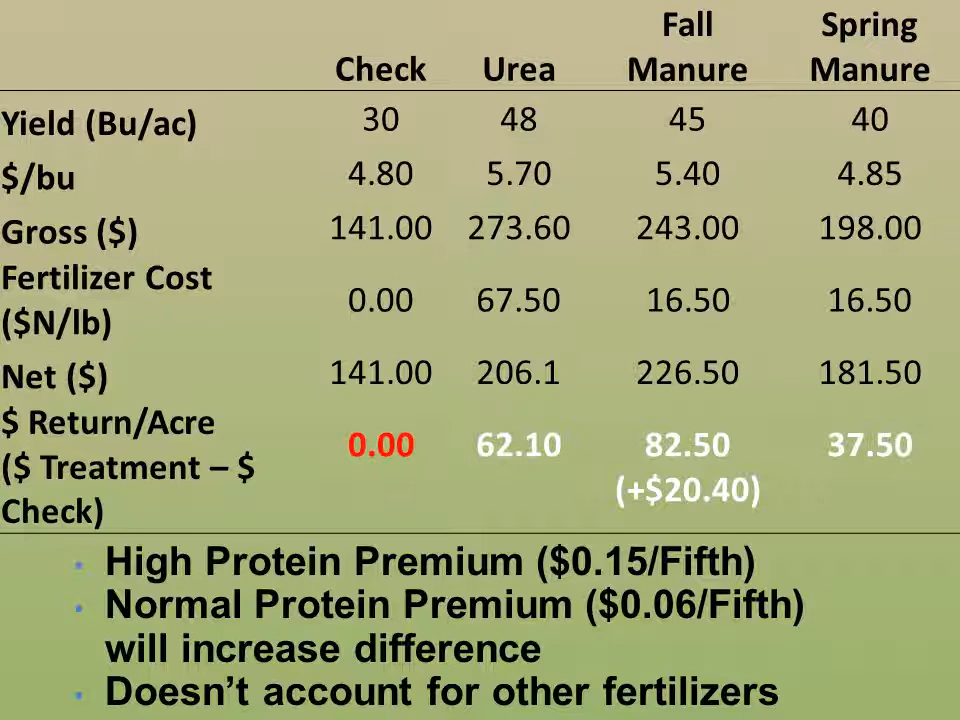 Check Urea Fall Manure Spring Manure
Yield (Bu/ac) 30 48 45 40
$/bu 4.80 5.70 5.40 4.85
Gross ($) 141.00 273.60 243.00 198.00
Fertilizer Cost ($N/lb) 0.00 67.50 16.50 16.50
Net ($) 141.00 206.1 226.50 181.50
$ Return/Acre ($ Treatment – $ Check) 0.00 62.10 82.50 (+$20.40) 37.50
• High Protein Premium ($0.15/Fifth)
• Normal Protein Premium ($0.06/Fifth)
will increase difference
• Doesn’t account for other fertilizers